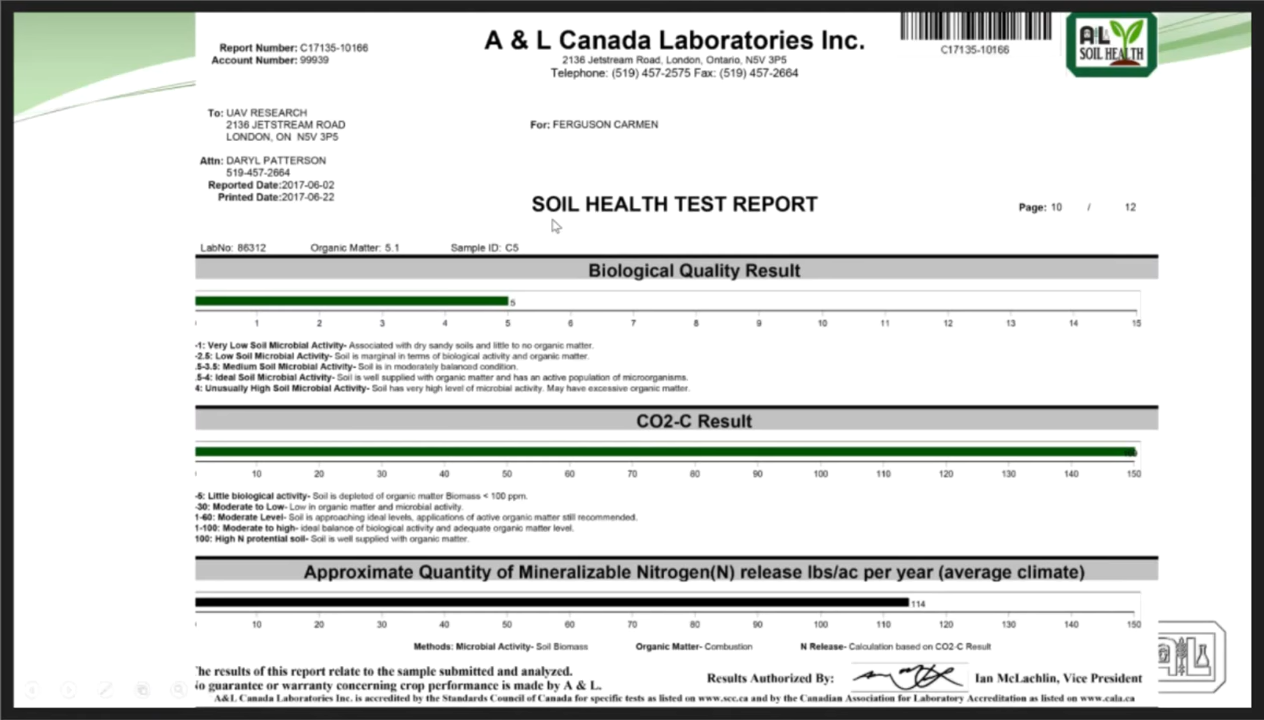 Report Number: C17135-10166
Account Number: 99939
A & L Canada Laboratories Inc.
2136 Jetstream Road, London, Ontario, N5V 3P5
Telephone: (519) 457-2575 Fax: (519) 457-2664
C17135-10166
AL
SOIL HEALTH
To: UAV RESEARCH
2136 JETSTREAM ROAD
LONDON, ON N5V 3P5
For: FERGUSON CARMEN
Attn: DARYL PATTERSON
519-457-2664
Reported Date:2017-06-02
Printed Date:2017-06-22
SOIL HEALTH TEST REPORT
Page: 10 / 12
LabNo: 86312 Organic Matter: 5.1 Sample ID: C5
Biological Quality Result
5
1 2 3 4 5 6 7 8 9 10 11 12 13 14 15
-1: Very Low Soil Microbial Activity- Associated with dry sandy soils and little to no organic matter.
-2.5: Low Soil Microbial Activity- Soil is marginal in terms of biological activity and organic matter.
.5-3.5: Medium Soil Microbial Activity- Soil is in moderately balanced condition.
.5-4: Ideal Soil Microbial Activity- Soil is well supplied with organic matter and has an active population of microorganisms.
4: Unusually High Soil Microbial Activity- Soil has very high level of microbial activity. May have excessive organic matter.
CO2-C Result
10 20 30 40 50 60 70 80 90 100 110 120 130 140 150
-5: Little biological activity- Soil is depleted of organic matter Biomass < 100 ppm.
-30: Moderate to Low- Low in organic matter and microbial activity.
1-60: Moderate Level- Soil is approaching ideal levels, applications of active organic matter still recommended.
1-100: Moderate to high- ideal balance of biological activity and adequate organic matter level.
100: High N protential soil- Soil is well supplied with organic matter.
Approximate Quantity of Mineralizable Nitrogen(N) release lbs/ac per year (average climate)
114
10 20 30 40 50 60 70 80 90 100 110 120 130 140 150
Methods: Microbial Activity- Soil Biomass Organic Matter- Combustion N Release- Calculation based on CO2-C Result
he results of this report relate to the sample submitted and analyzed.
o guarantee or warranty concerning crop performance is made by A & L.
Results Authorized By: Ian McLachlin, Vice President
A&L Canada Laboratories Inc. is accredited by the Standards Council of Canada for specific tests as listed on www.scc.ca and by the Canadian Association for Laboratory Accreditation as listed on www.cala.ca